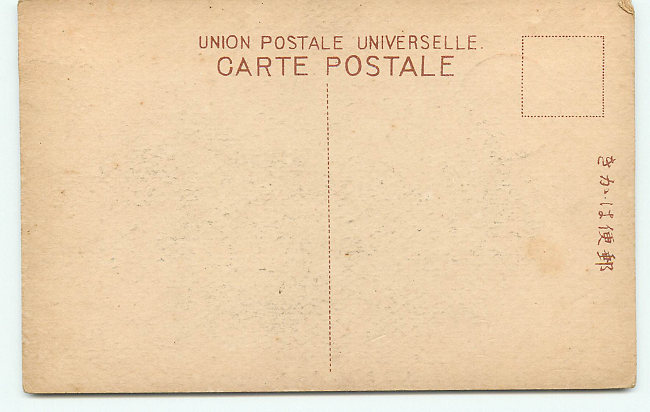 UNION POSTALE UNIVERSELLE.
CARTE POSTALE
郵便はかき